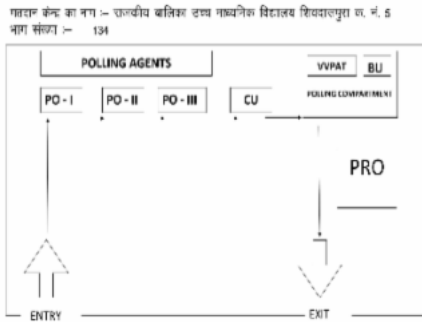 मतदान केन्द्र का नाम :- राजकीय बालिका उच्च माध्यमिक विद्यालय शिवदासपुरा क. नं. 5
भाग संख्या :- 134
POLLING AGENTS
VVPAT BU
POLLING COMPARTMENT
PO - I PO - II PO - III CU
PRO
ENTRY EXIT